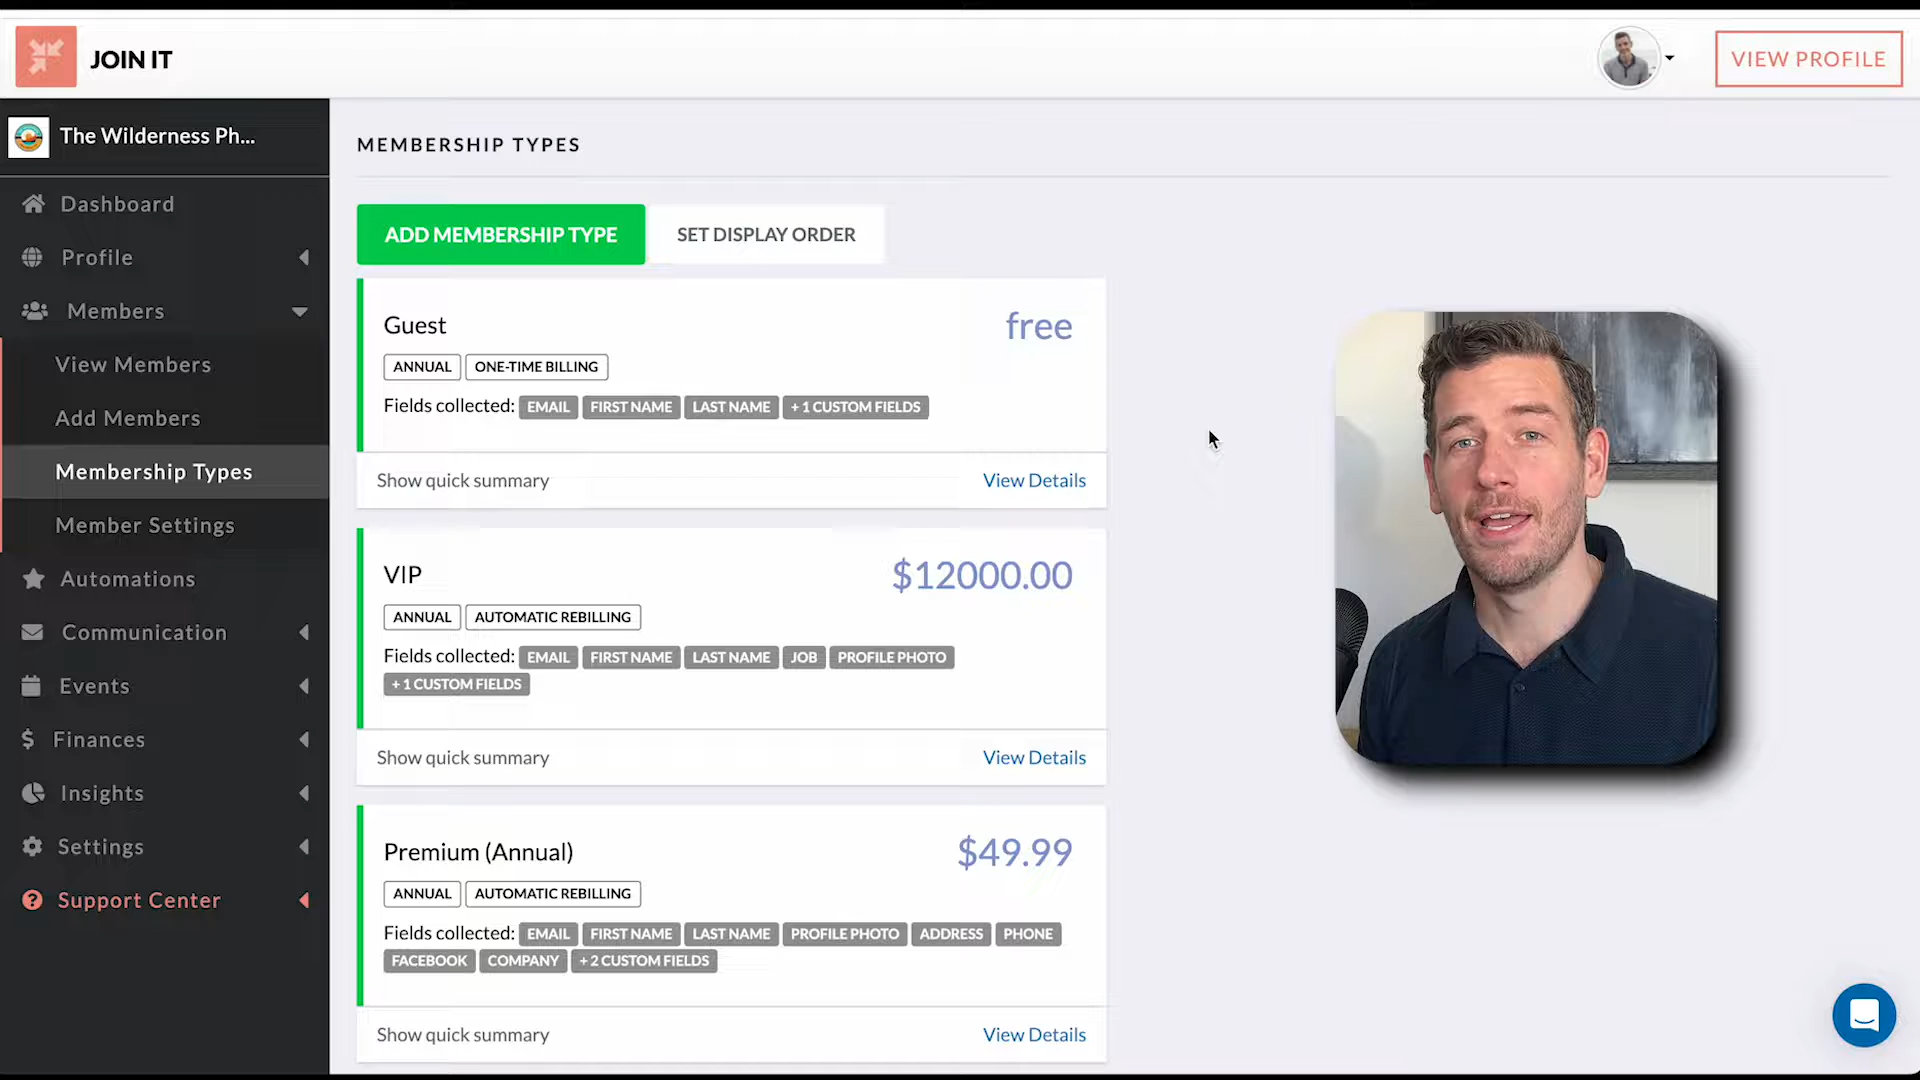 JOIN IT
VIEW PROFILE
The Wilderness Ph...
Dashboard
Profile
Members
View Members
Add Members
Membership Types
Member Settings
Automations
Communication
Events
Finances
Insights
Settings
Support Center
MEMBERSHIP TYPES
ADD MEMBERSHIP TYPE
SET DISPLAY ORDER
Guest
free
ANNUAL ONE-TIME BILLING
Fields collected: EMAIL FIRST NAME LAST NAME + 1 CUSTOM FIELDS
Show quick summary
View Details
VIP
$12000.00
ANNUAL AUTOMATIC REBILLING
Fields collected: EMAIL FIRST NAME LAST NAME JOB PROFILE PHOTO
+ 1 CUSTOM FIELDS
Show quick summary
View Details
Premium (Annual)
$49.99
ANNUAL AUTOMATIC REBILLING
Fields collected: EMAIL FIRST NAME LAST NAME PROFILE PHOTO ADDRESS PHONE
FACEBOOK COMPANY + 2 CUSTOM FIELDS
Show quick summary
View Details